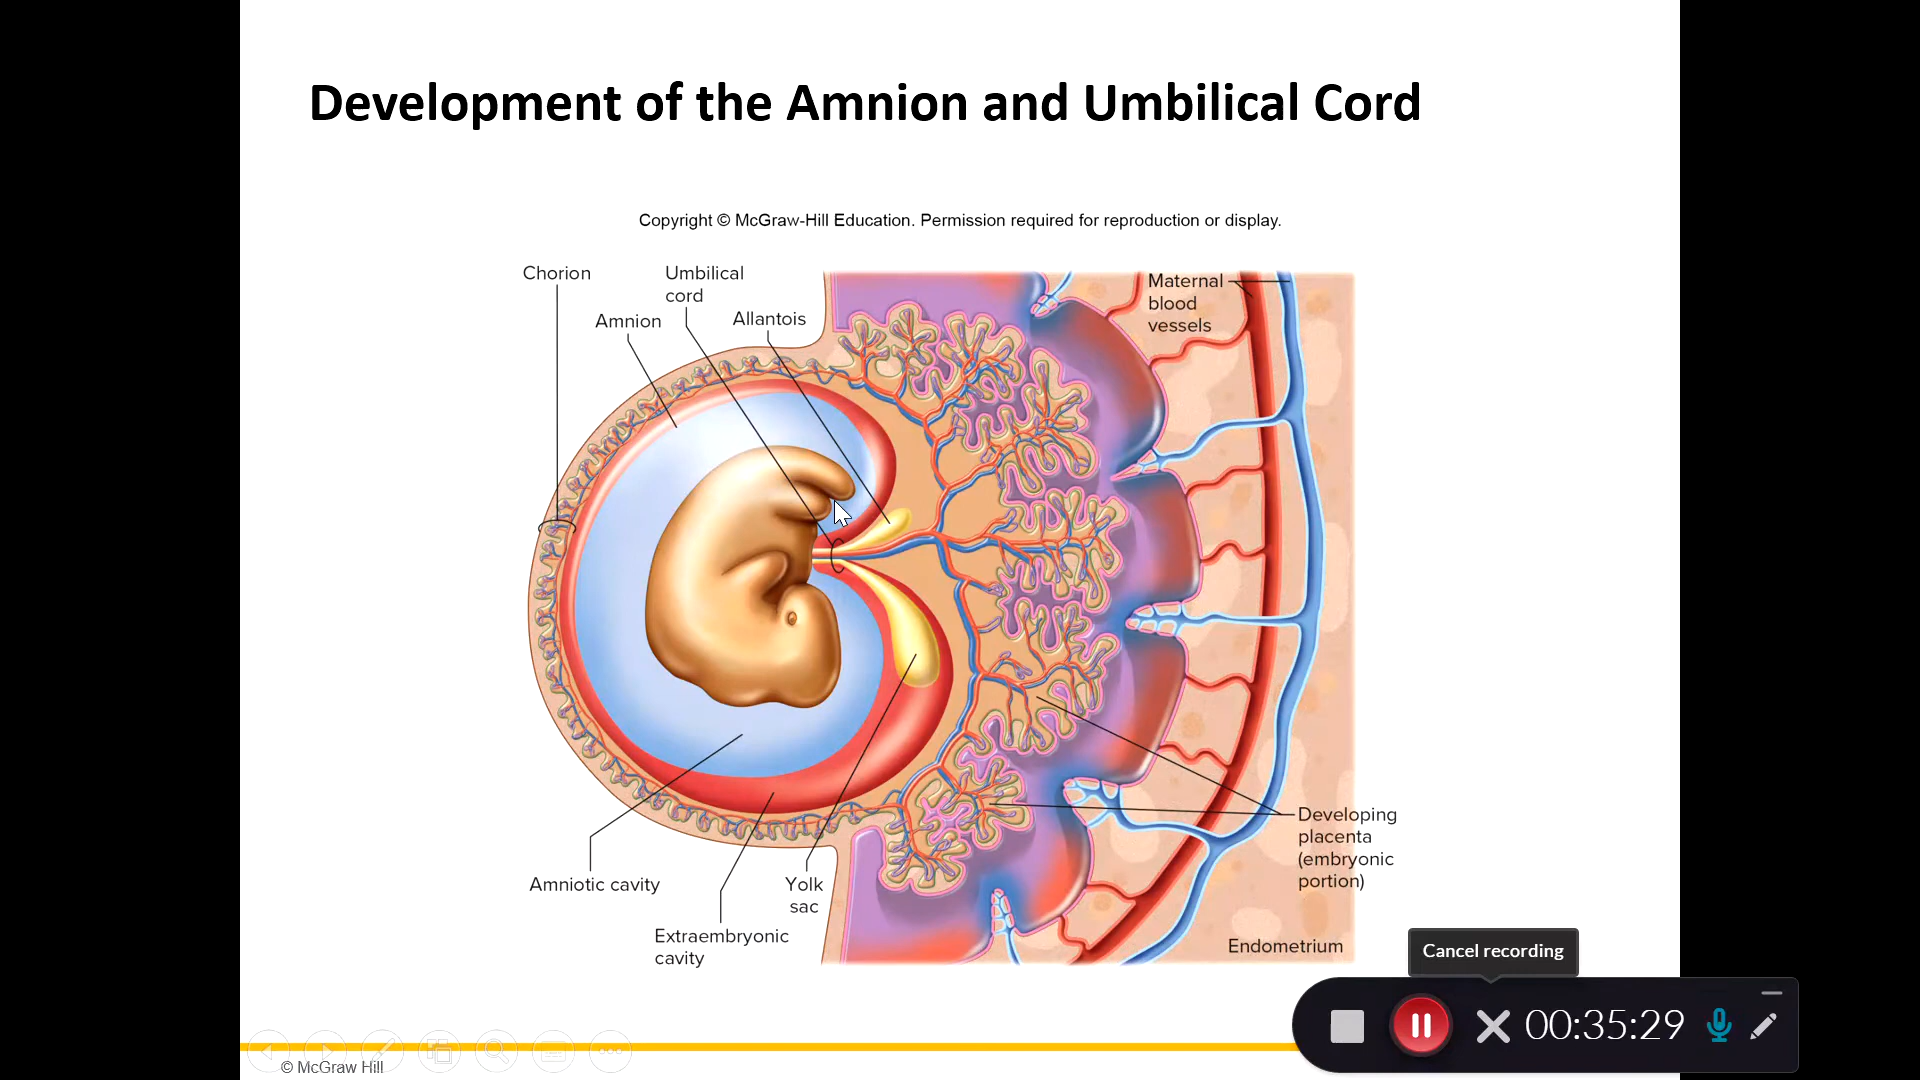 Development of the Amnion and Umbilical Cord
Copyright © McGraw-Hill Education. Permission required for reproduction or display.
Chorion
Umbilical
cord
Amnion
Allantois
Maternal
blood
vessels
Developing
placenta
(embryonic
portion)
Amniotic cavity
Yolk
sac
Extraembryonic
cavity
Endometrium
Cancel recording
00:35:29
© McGraw Hill